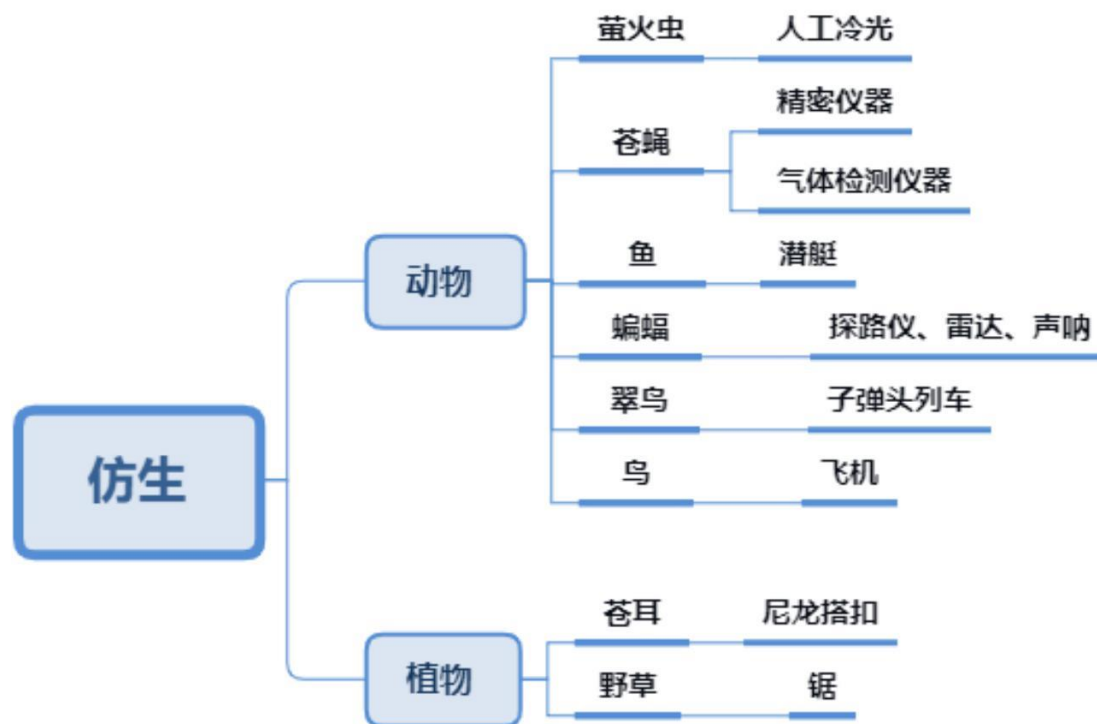 仿生
动物
萤火虫
人工冷光
苍蝇
精密仪器
气体检测仪器
鱼
潜艇
蝙蝠
探路仪、雷达、声呐
翠鸟
子弹头列车
鸟
飞机
植物
苍耳
尼龙搭扣
野草
锯